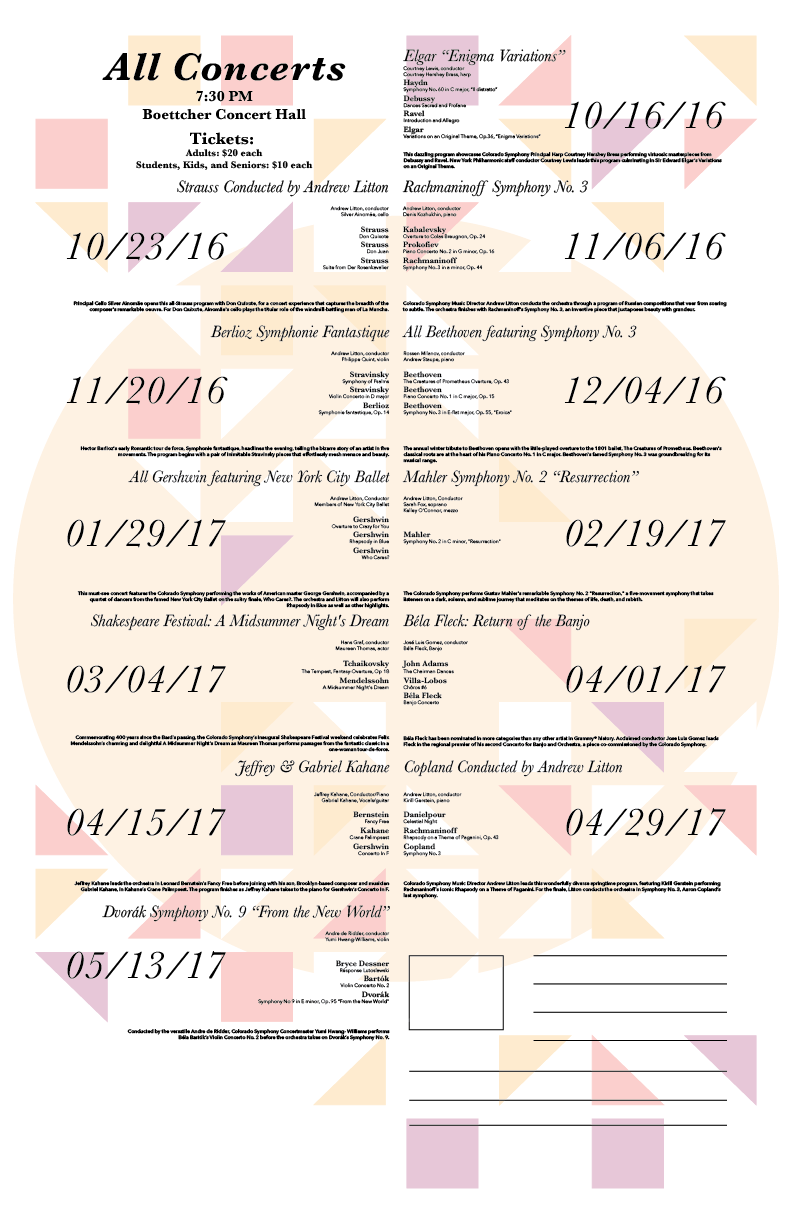 All Concerts
7:30 PM
Boettcher Concert Hall
Tickets:
Adults: $20 each
Students, Kids, and Seniors: $10 each
Elgar “Enigma Variations”
Courtney Lewis, conductor
Courtney Hershey Bress, harp
Haydn
Symphony No. 60 in C major, "Il distratto"
Debussy
Dances Sacred and Profane
Ravel
Introduction and Allegro
Elgar
Variations on an Original Theme, Op.36, "Enigma Variations"
10/16/16
This dazzling program showcases Colorado Symphony Principal Harp Courtney Hershey Bress performing virtuosic masterpieces from
Debussy and Ravel. New York Philharmonic staff conductor Courtney Lewis leads this program culminating in Sir Edward Elgar's Variations
on an Original Theme.
Strauss Conducted by Andrew Litton
Andrew Litton, conductor
Silver Ainomäe, cello
10/23/16
Strauss
Don Quixote
Strauss
Don Juan
Strauss
Suite from Der Rosenkavalier
Principal Cello Silver Ainomäe opens this all-Strauss program with Don Quixote, for a concert experience that captures the breadth of the
composer's remarkable oeuvre. For Don Quixote, Ainomäe's cello plays the titular role of the windmill-battling man of La Mancha.
Rachmaninoff Symphony No. 3
Andrew Litton, conductor
Denis Kozhukhin, piano
Kabalevsky
Overture to Colas Breugnon, Op. 24
Prokofiev
Piano Concerto No. 2 in G minor, Op. 16
Rachmaninoff
Symphony No. 3 in a minor, Op. 44
11/06/16
Colorado Symphony Music Director Andrew Litton conducts the orchestra through a program of Russian compositions that veer from soaring
to subtle. The orchestra finishes with Rachmaninoff's Symphony No. 3, an inventive piece that juxtaposes beauty with grandeur.
Berlioz Symphonie Fantastique
Andrew Litton, conductor
Philippe Quint, violin
11/20/16
Stravinsky
Symphony of Psalms
Stravinsky
Violin Concerto in D major
Berlioz
Symphonie fantastique, Op. 14
Hector Berlioz's early Romantic tour de force, Symphonie fantastique, headlines the evening, telling the bizarre story of an artist in five
movements. The program begins with a pair of inimitable Stravinsky pieces that effortlessly mesh menace and beauty.
All Beethoven featuring Symphony No. 3
Rossen Milanov, conductor
Andrew Staupe, piano
Beethoven
The Creatures of Prometheus Overture, Op. 43
Beethoven
Piano Concerto No. 1 in C major, Op. 15
Beethoven
Symphony No. 3 in E-flat major, Op. 55, "Eroica"
12/04/16
The annual winter tribute to Beethoven opens with the little-played overture to the 1801 ballet, The Creatures of Prometheus. Beethoven's
classical roots are at the heart of his Piano Concerto No. 1 in C major. Beethoven's famed Symphony No. 3 was groundbreaking for its
musical range.
All Gershwin featuring New York City Ballet
Andrew Litton, Conductor
Members of New York City Ballet
01/29/17
Gershwin
Overture to Crazy for You
Gershwin
Rhapsody in Blue
Gershwin
Who Cares?
This must-see concert features the Colorado Symphony performing the works of American master George Gershwin, accompanied by a
quartet of dancers from the famed New York City Ballet on the sultry finale, Who Cares?. The orchestra and Litton will also perform
Rhapsody in Blue as well as other highlights.
Mahler Symphony No. 2 “Resurrection”
Andrew Litton, Conductor
Sarah Fox, soprano
Kelley O'Connor, mezzo
Mahler
Symphony No. 2 in C minor, "Resurrection"
02/19/17
The Colorado Symphony performs Gustav Mahler's remarkable Symphony No. 2 "Resurrection," a five-movement symphony that takes
listeners on a dark, solemn, and sublime journey that meditates on the themes of life, death, and rebirth.
Shakespeare Festival: A Midsummer Night's Dream
Hans Graf, conductor
Maureen Thomas, actor
03/04/17
Tchaikovsky
The Tempest, Fantasy-Overture, Op 18
Mendelssohn
A Midsummer Night's Dream
Commemorating 400 years since the Bard's passing, the Colorado Symphony's inaugural Shakespeare Festival weekend celebrates Felix
Mendelssohn's charming and delightful A Midsummer Night's Dream as Maureen Thomas performs passages from the fantastic classic in a
one-woman tour-de-force.
Béla Fleck: Return of the Banjo
José Luis Gomez, conductor
Béla Fleck, Banjo
John Adams
The Chairman Dances
Villa-Lobos
Chôros #6
Béla Fleck
Banjo Concerto
04/01/17
Béla Fleck has been nominated in more categories than any other artist in Grammy® history. Acclaimed conductor Jose Luis Gomez leads
Fleck in the regional premier of his second Concerto for Banjo and Orchestra, a piece co-commissioned by the Colorado Symphony.
Jeffrey & Gabriel Kahane
Jeffrey Kahane, Conductor/Piano
Gabriel Kahane, Vocals/guitar
04/15/17
Bernstein
Fancy Free
Kahane
Crane Palimpsest
Gershwin
Concerto in F
Jeffrey Kahane leads the orchestra in Leonard Bernstein's Fancy Free before joining with his son, Brooklyn-based composer and musician
Gabriel Kahane, in Kahane's Crane Palimpsest. The program finishes as Jeffrey Kahane takes to the piano for Gershwin's Concerto in F.
Copland Conducted by Andrew Litton
Andrew Litton, conductor
Kirill Gerstein, piano
Danielpour
Celestial Night
Rachmaninoff
Rhapsody on a Theme of Paganini, Op. 43
Copland
Symphony No. 3
04/29/17
Colorado Symphony Music Director Andrew Litton leads this wonderfully diverse springtime program, featuring Kirill Gerstein performing
Rachmaninoff's iconic Rhapsody on a Theme of Paganini. For the finale, Litton conducts the orchestra in Symphony No. 3, Aaron Copland's
last symphony.
Dvorák Symphony No. 9 “From the New World”
Andre de Ridder, conductor
Yumi Hwang-Williams, violin
05/13/17
Bryce Dessner
Réponse Lutosławski
Bartók
Violin Concerto No. 2
Dvorák
Symphony No 9 in E minor, Op. 95 "From the New World"
Conducted by the versatile Andre de Ridder, Colorado Symphony Concertmaster Yumi Hwang- Williams performs
Béla Bartók's Violin Concerto No. 2 before the orchestra takes on Dvorák's Symphony No. 9.